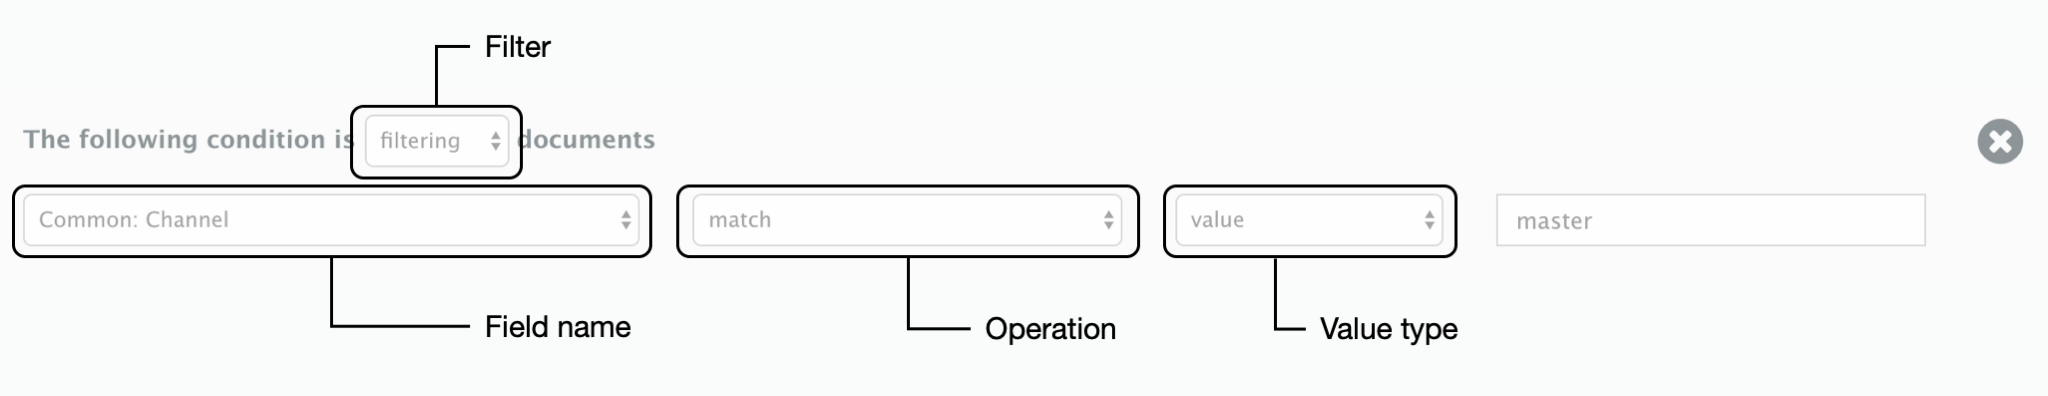 Filter
The following condition is filtering documents
Common: Channel match value master
Field name Operation Value type